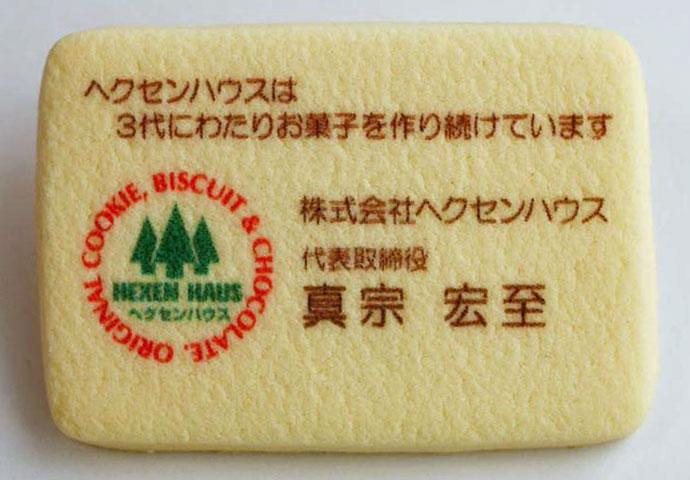 ヘクセンハウスは
3代にわたりお菓子を作り続けています
ORIGINAL COOKIE, BISCUIT & CHOCOLATE.
HEXEN HAUS
ヘクセンハウス
株式会社ヘクセンハウス
代表取締役
真宗 宏至